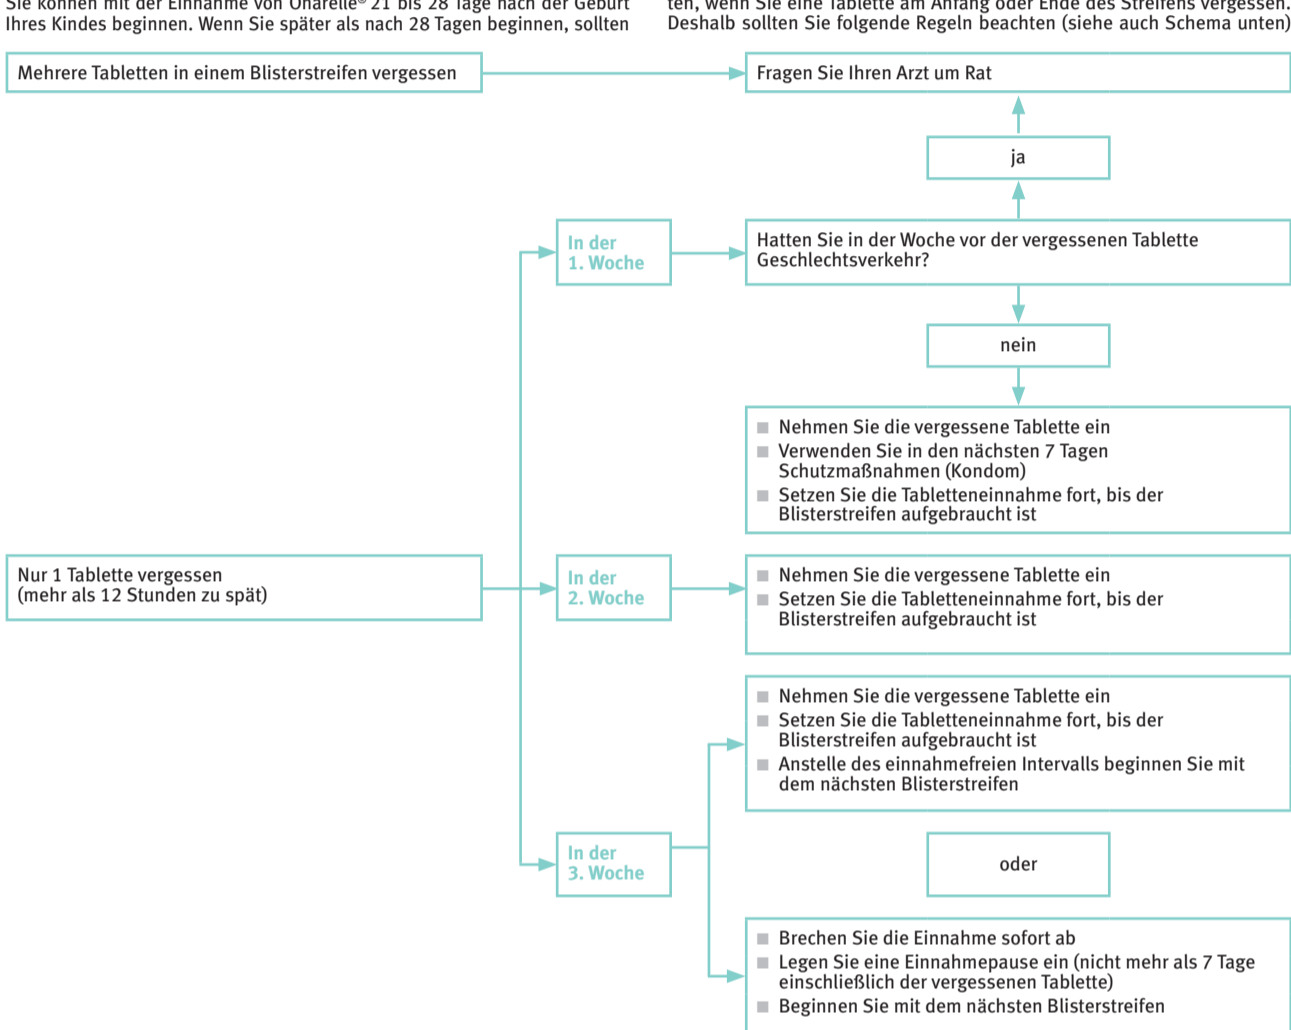 Sie können mit der Einnahme von Onarelle® 21 bis 28 Tage nach der Geburt
Ihres Kindes beginnen. Wenn Sie später als nach 28 Tagen beginnen, sollten
ten, wenn Sie eine Tablette am Anfang oder Ende des Streifens vergessen.
Deshalb sollten Sie folgende Regeln beachten (siehe auch Schema unten)
Mehrere Tabletten in einem Blisterstreifen vergessen
Fragen Sie Ihren Arzt um Rat
ja
In der
1. Woche
Hatten Sie in der Woche vor der vergessenen Tablette
Geschlechtsverkehr?
nein
■ Nehmen Sie die vergessene Tablette ein
■ Verwenden Sie in den nächsten 7 Tagen
Schutzmaßnahmen (Kondom)
■ Setzen Sie die Tabletteneinnahme fort, bis der
Blisterstreifen aufgebraucht ist
Nur 1 Tablette vergessen
(mehr als 12 Stunden zu spät)
In der
2. Woche
■ Nehmen Sie die vergessene Tablette ein
■ Setzen Sie die Tabletteneinnahme fort, bis der
Blisterstreifen aufgebraucht ist
■ Nehmen Sie die vergessene Tablette ein
■ Setzen Sie die Tabletteneinnahme fort, bis der
Blisterstreifen aufgebraucht ist
■ Anstelle des einnahmefreien Intervalls beginnen Sie mit
dem nächsten Blisterstreifen
In der
3. Woche
oder
■ Brechen Sie die Einnahme sofort ab
■ Legen Sie eine Einnahmepause ein (nicht mehr als 7 Tage
einschließlich der vergessenen Tablette)
■ Beginnen Sie mit dem nächsten Blisterstreifen